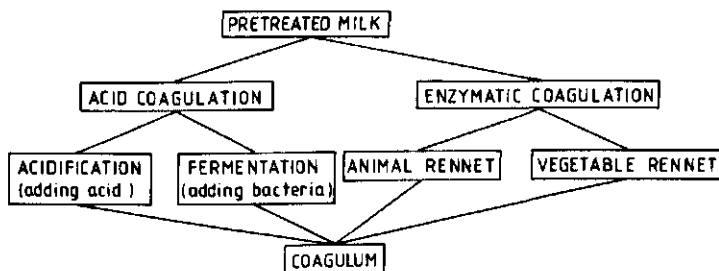 PRETREATED MILK
ACID COAGULATION
ENZYMATIC COAGULATION
ACIDIFICATION
(adding acid)
FERMENTATION
(adding bacteria)
ANIMAL RENNET
VEGETABLE RENNET
COAGULUM